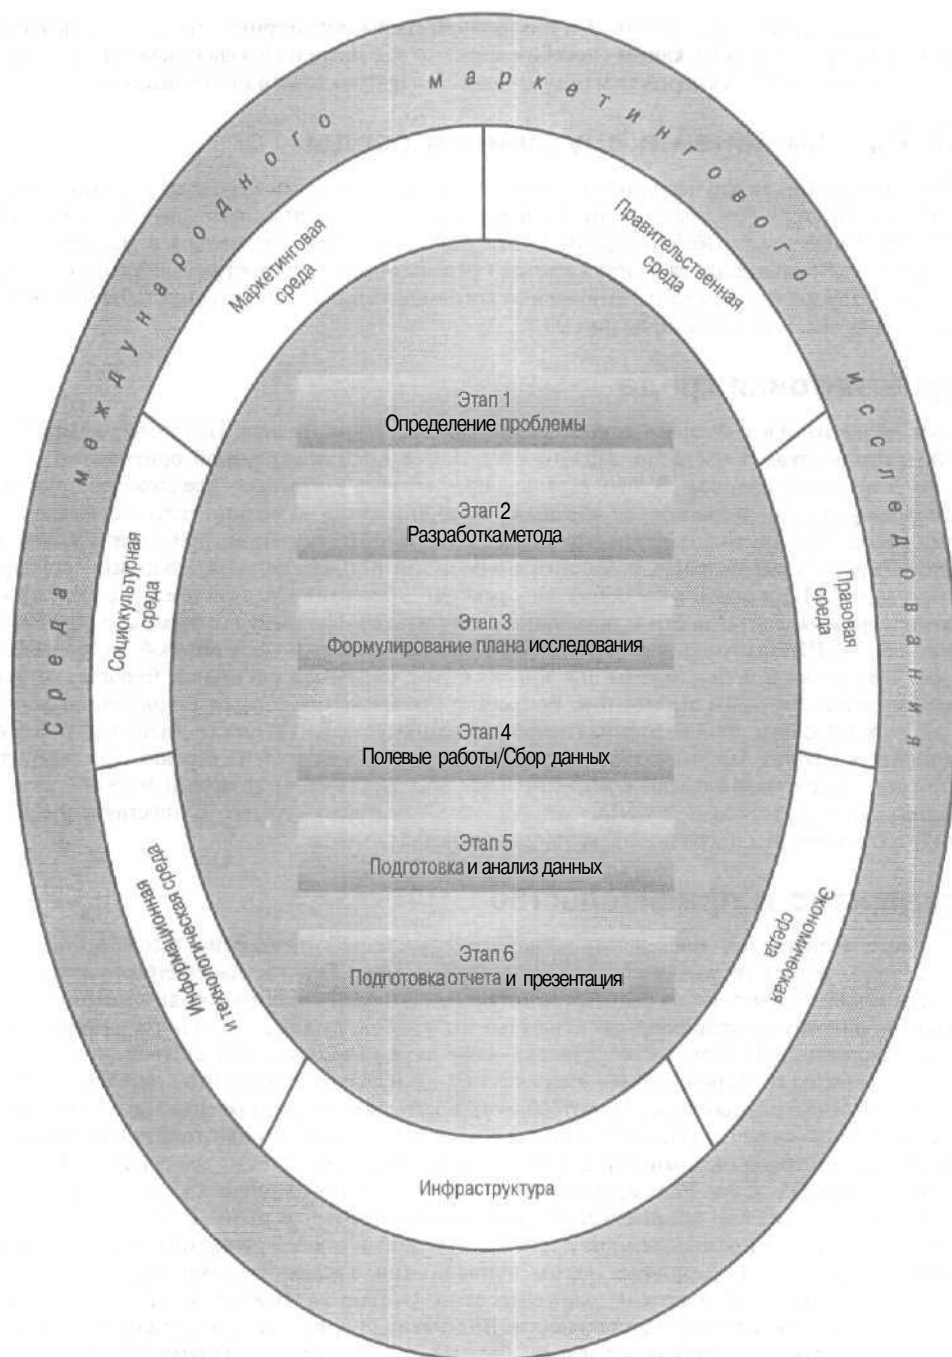 Среда международного маркетингового исследования
Маркетинговая
среда
Правительственная
среда
Социокультурная
среда
Правовая
среда
Этап 1
Определение проблемы
Этап 2
Разработка метода
Этап 3
Формулирование плана исследования
Этап 4
Полевые работы/Сбор данных
Этап 5
Подготовка и анализ данных
Этап 6
Подготовка отчета и презентация
Информационная
и технологическая среда
Экономическая
среда
Инфраструктура